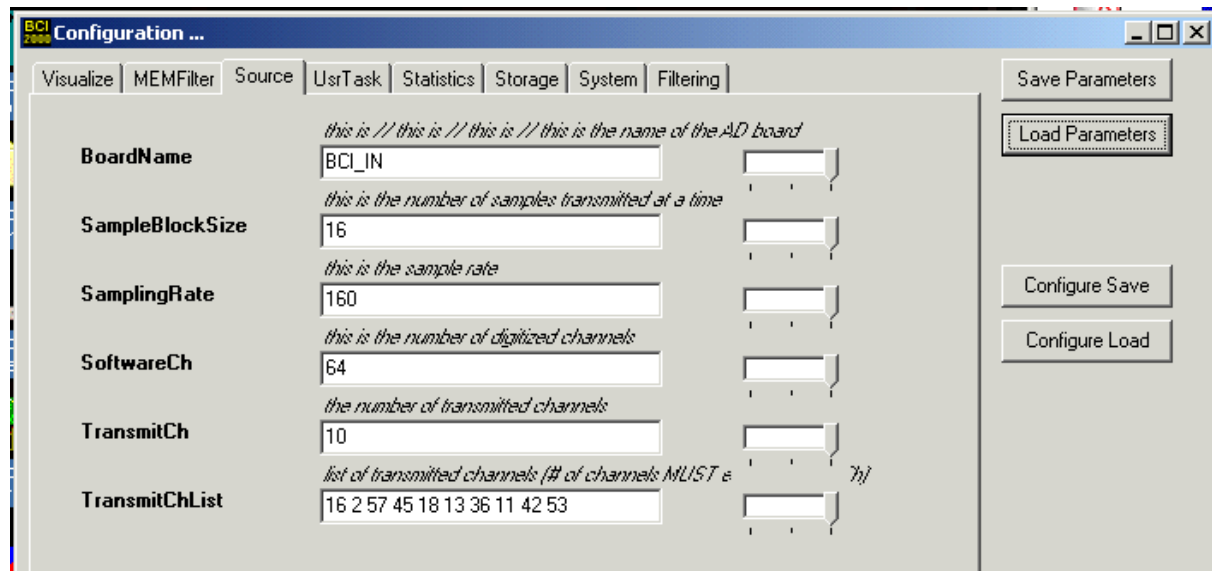 BCI 2000 Configuration ...
Visualize MEMFilter Source UsrTask Statistics Storage System Filtering
Save Parameters
this is // this is // this is // this is the name of the AD board
Load Parameters
BoardName BCI_IN
this is the number of samples transmitted at a time
SampleBlockSize 16
this is the sample rate
SamplingRate 160
Configure Save
this is the number of digitized channels
SoftwareCh 64
Configure Load
the number of transmitted channels
TransmitCh 10
list of transmitted channels (# of channels MUST
TransmitChList 16 2 57 45 18 13 36 11 42 53